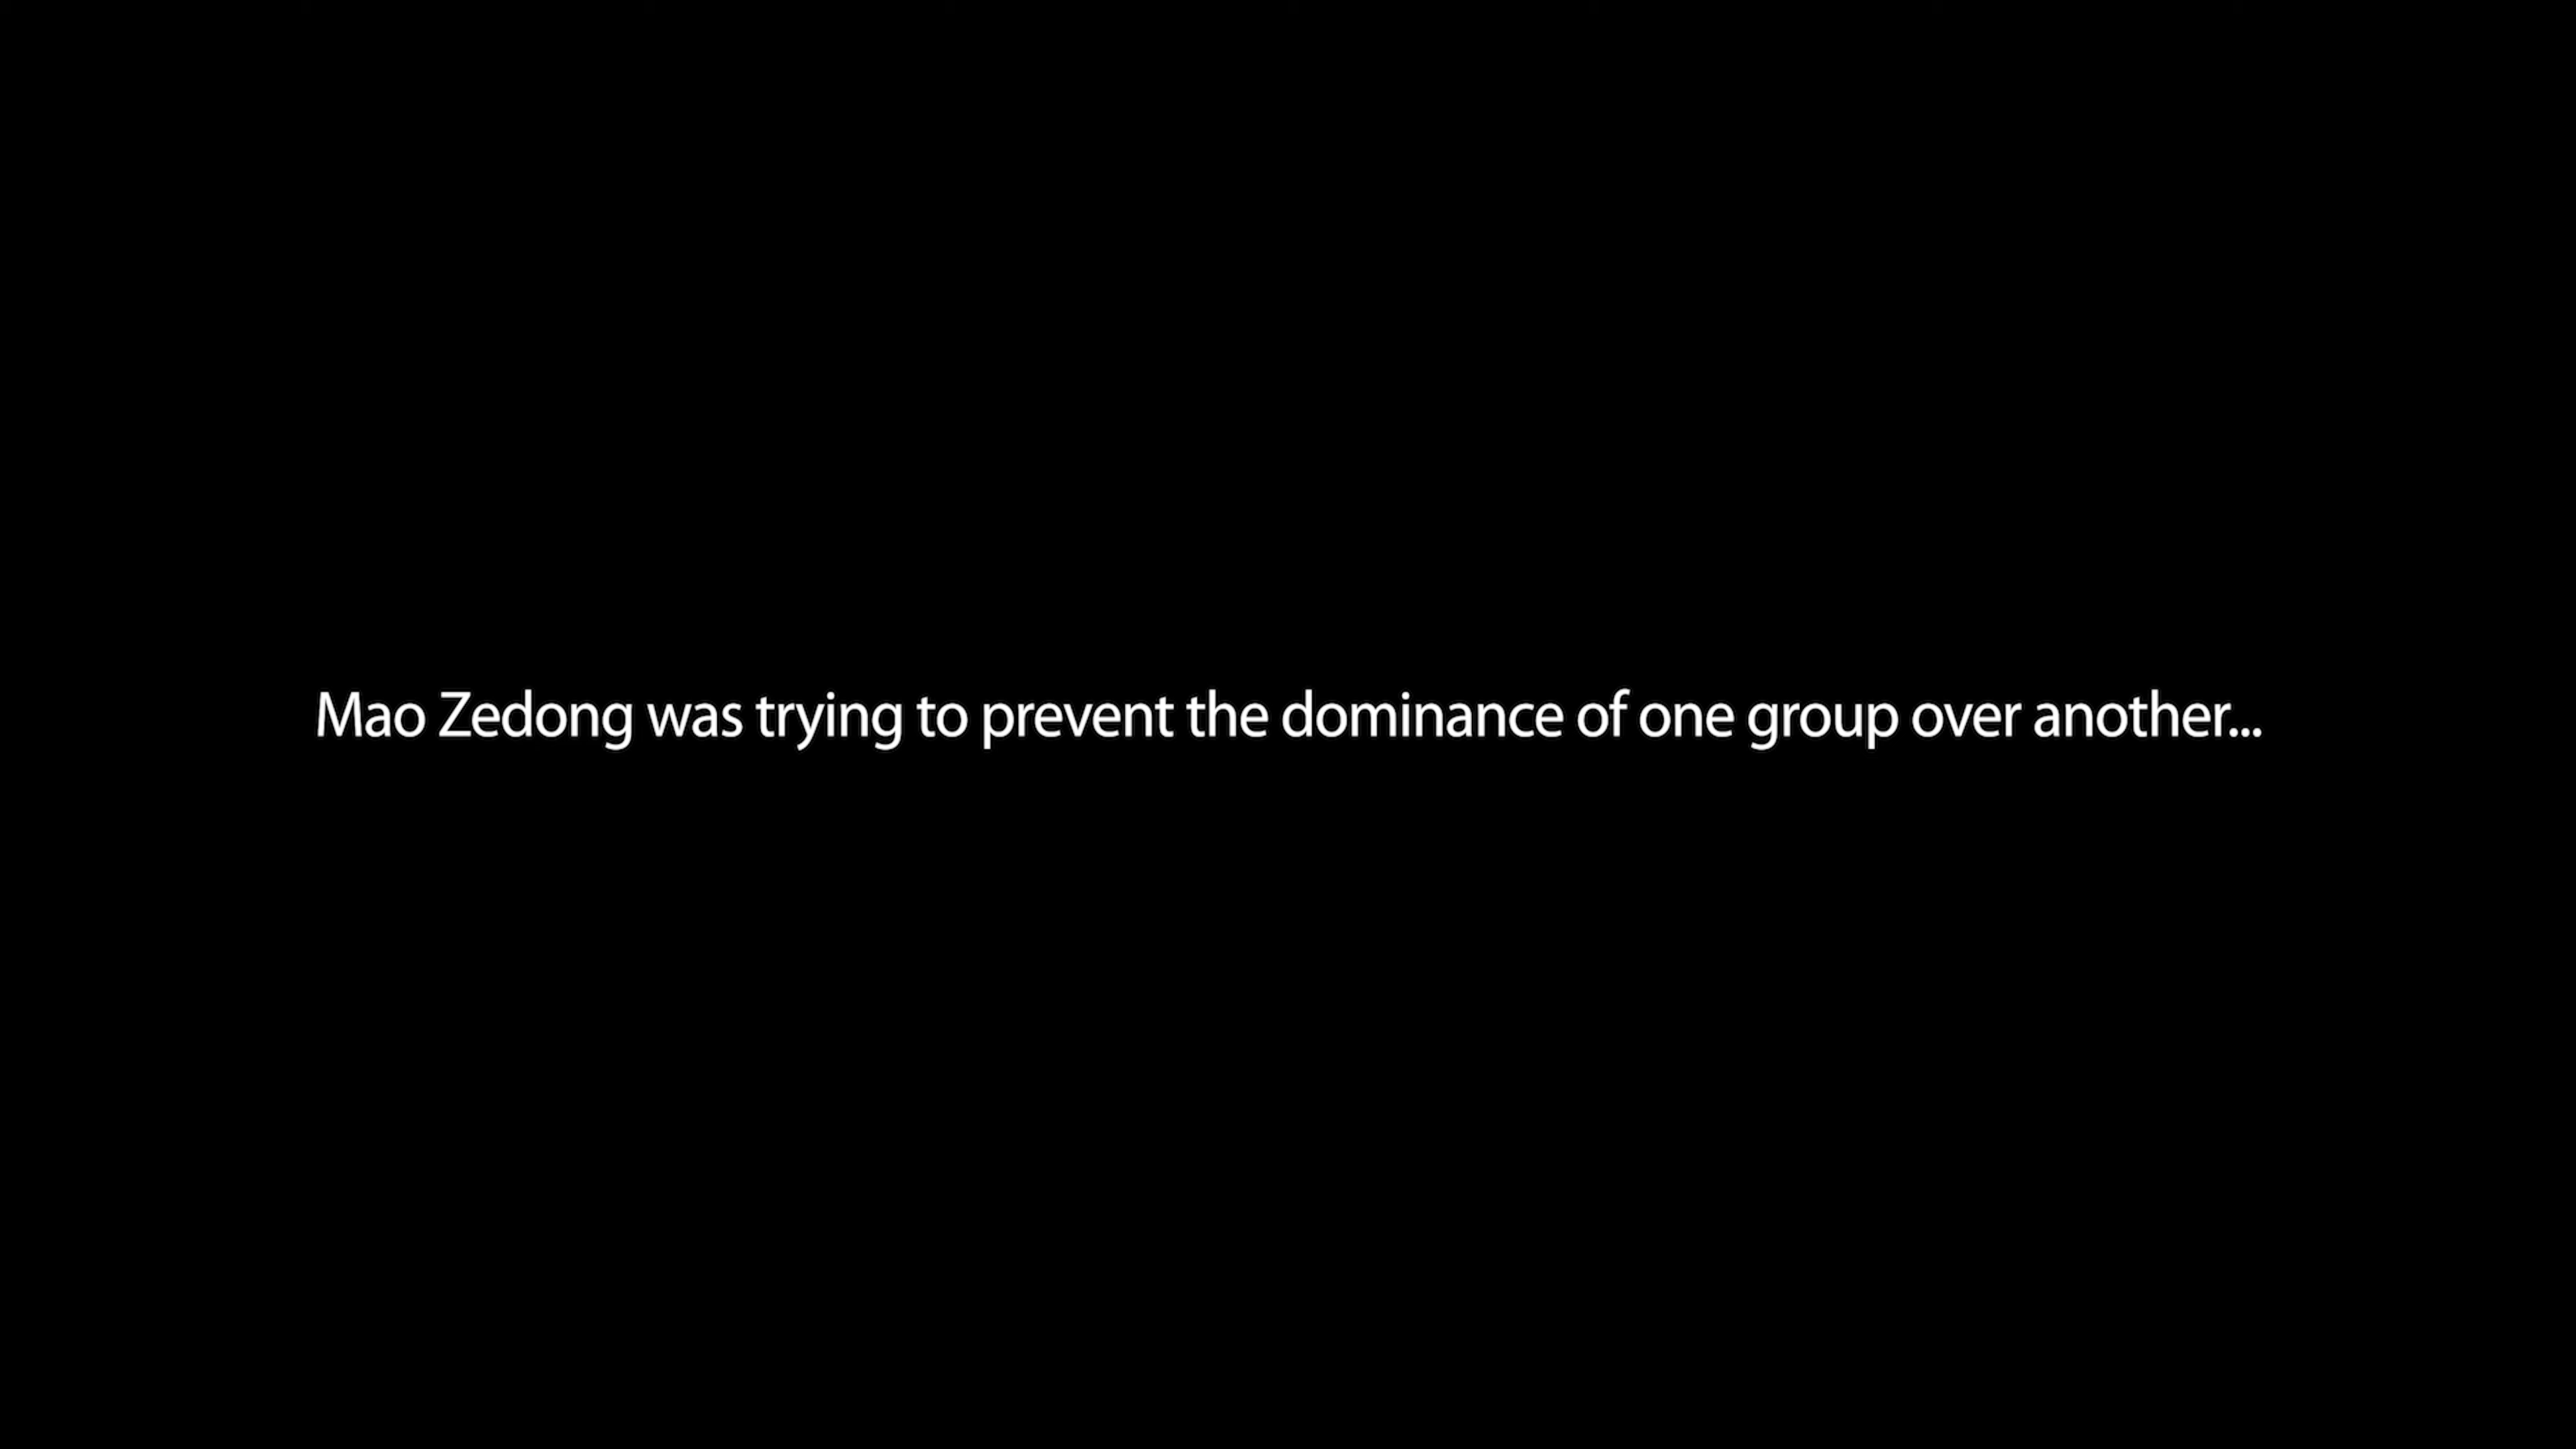 Mao Zedong was trying to prevent the dominance of one group over another...